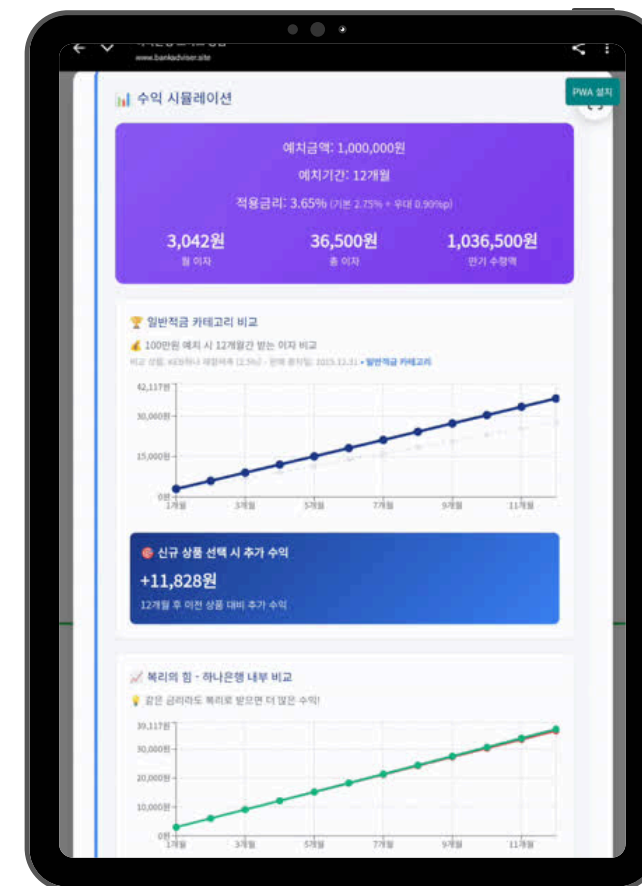 www.bankadviser.site
PWA 설치
📊 수익 시뮬레이션
예치금액: 1,000,000원
예치기간: 12개월
적용금리: 3.65% (기본 2.75% + 우대 0.90%p)
3,042원 36,500원 1,036,500원
월 이자 총 이자 만기 수령액
🏆 일반적금 카테고리 비교
💰 100만원 예치 시 12개월간 받는 이자 비교
• 일반적금 카테고리
42,117원
30,000원
15,000원
0원
1개월 3개월 5개월 7개월 9개월 11개월
🎯 신규 상품 선택 시 추가 수익
+11,828원
12개월 후 이전 상품 대비 추가 수익
📈 복리의 힘 - 하나은행 내부 비교
💡 같은 금리라도 복리로 받으면 더 많은 수익!
39,117원
30,000원
20,000원
10,000원
0원
1개월 3개월 5개월 7개월 9개월 11개월